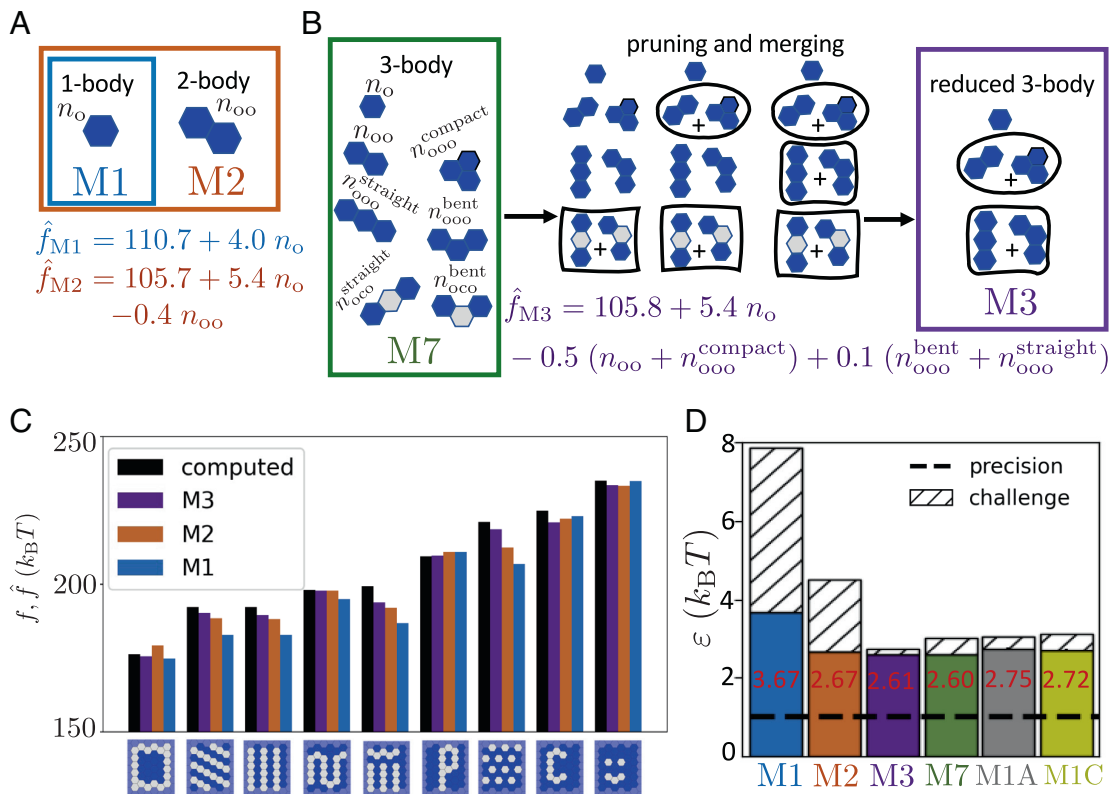 A
1-body
2-body
n_o
n_oo
M1
M2
f̂_M1 = 110.7 + 4.0 n_o
f̂_M2 = 105.7 + 5.4 n_o
−0.4 n_oo
B
3-body
n_o
n_oo
n_ooo^compact
n_ooo^straight
n_ooo^bent
n_oco^straight
n_oco^bent
M7
pruning and merging
+
+
+
+
+
+
+
reduced 3-body
+
+
M3
f̂_M3 = 105.8 + 5.4 n_o
− 0.5 (n_oo + n_ooo^compact) + 0.1 (n_ooo^bent + n_ooo^straight)
C
f, f̂ (k_BT)
250
200
150
computed
M3
M2
M1
D
ε (k_BT)
8
6
4
2
0
precision
challenge
3.67
2.67
2.61
2.60
2.75
2.72
M1
M2
M3
M7
M1A
M1C